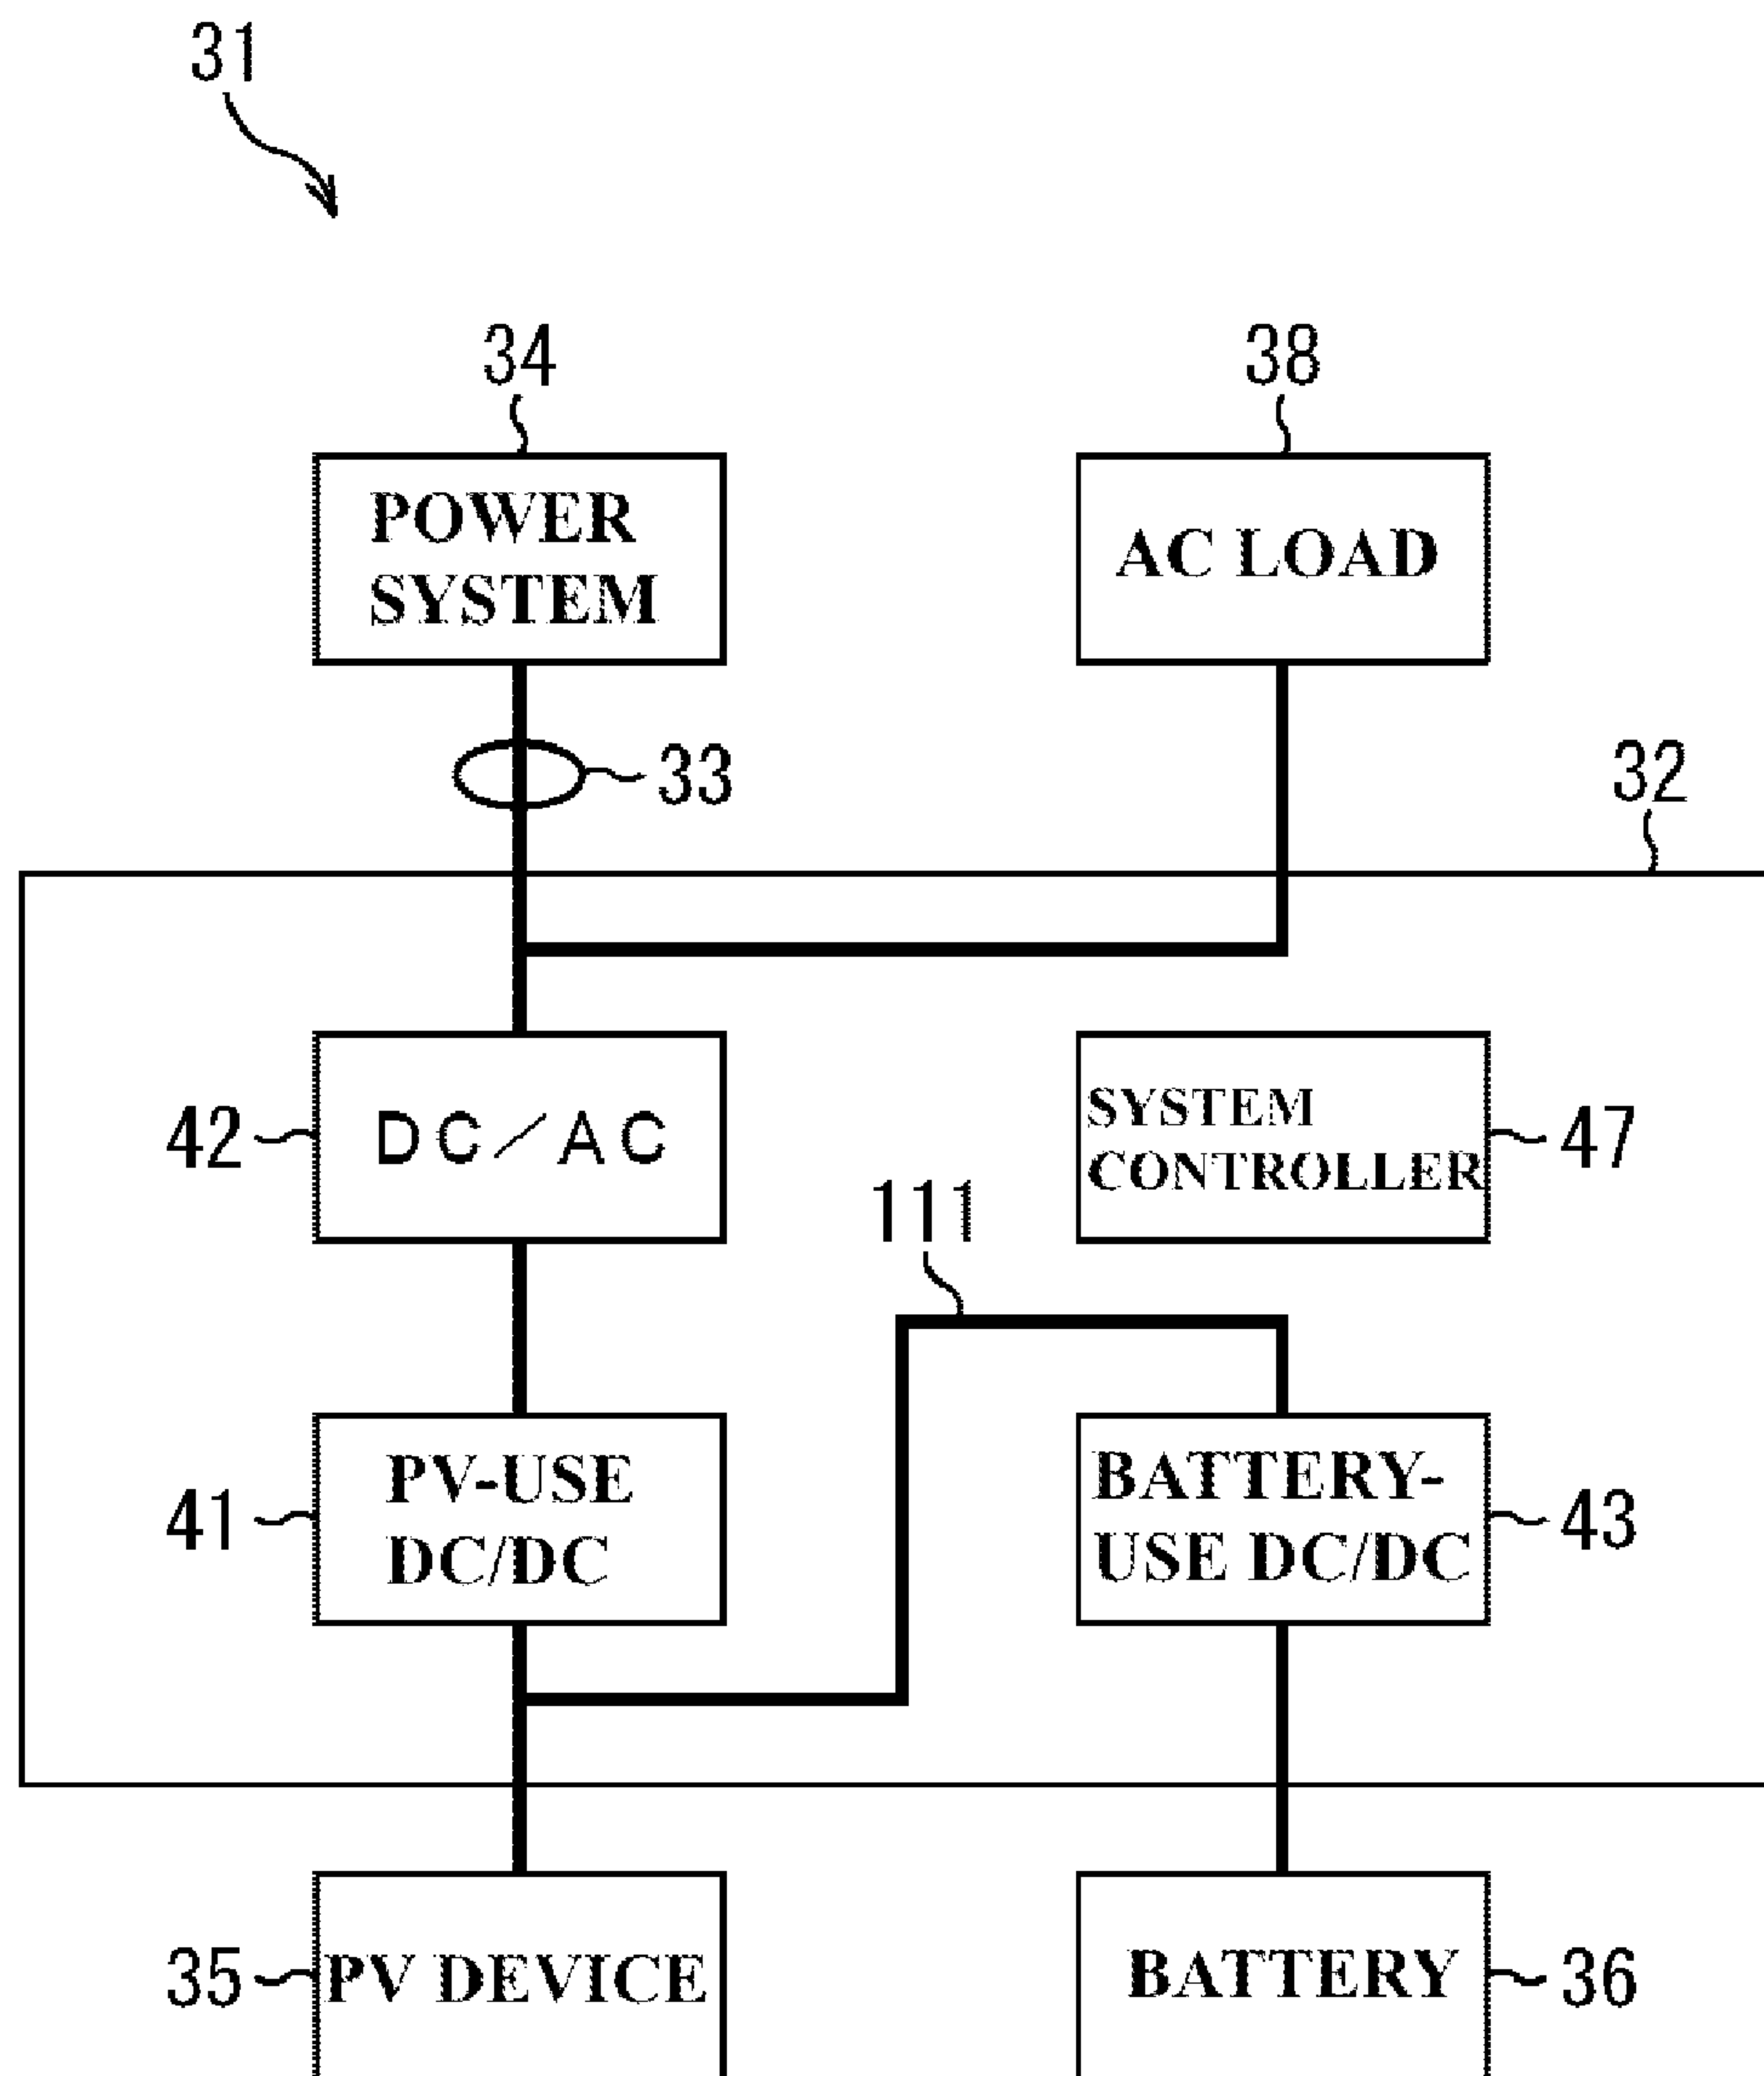 31
34
38
POWER
SYSTEM
AC LOAD
33
32
42
DC/AC
SYSTEM
CONTROLLER
47
111
41
PV-USE
DC/DC
BATTERY-
USE DC/DC
43
35
PV DEVICE
BATTERY
36